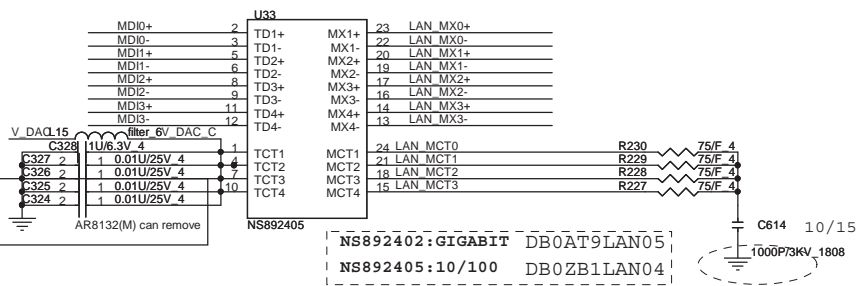 U33
MDI0+ 2 TD1+ MX1+ 23 LAN_MX0+
MDI0- 3 TD1- MX1- 22 LAN_MX0-
MDI1+ 5 TD2+ MX2+ 20 LAN_MX1+
MDI1- 6 TD2- MX2- 19 LAN_MX1-
MDI2+ 8 TD3+ MX3+ 17 LAN_MX2+
MDI2- 9 TD3- MX3- 16 LAN_MX2-
MDI3+ 11 TD4+ MX4+ 14 LAN_MX3+
MDI3- 12 TD4- MX4- 13 LAN_MX3-
V_DAC L15 filter_6 V_DAC_C
C328 1U/6.3V_4 1 TCT1 MCT1 24 LAN_MCT0 R230 75/F_4
C327 2 1 0.01U/25V_4 4 TCT2 MCT2 21 LAN_MCT1 R229 75/F_4
C326 2 1 0.01U/25V_4 7 TCT3 MCT3 18 LAN_MCT2 R228 75/F_4
C325 2 1 0.01U/25V_4 10 TCT4 MCT4 15 LAN_MCT3 R227 75/F_4
C324 2 1 0.01U/25V_4
AR8132(M) can remove
NS892405
C614 10/15
1000P/3KV_1808
NS892402:GIGABIT DB0AT9LAN05
NS892405:10/100 DB0ZB1LAN04